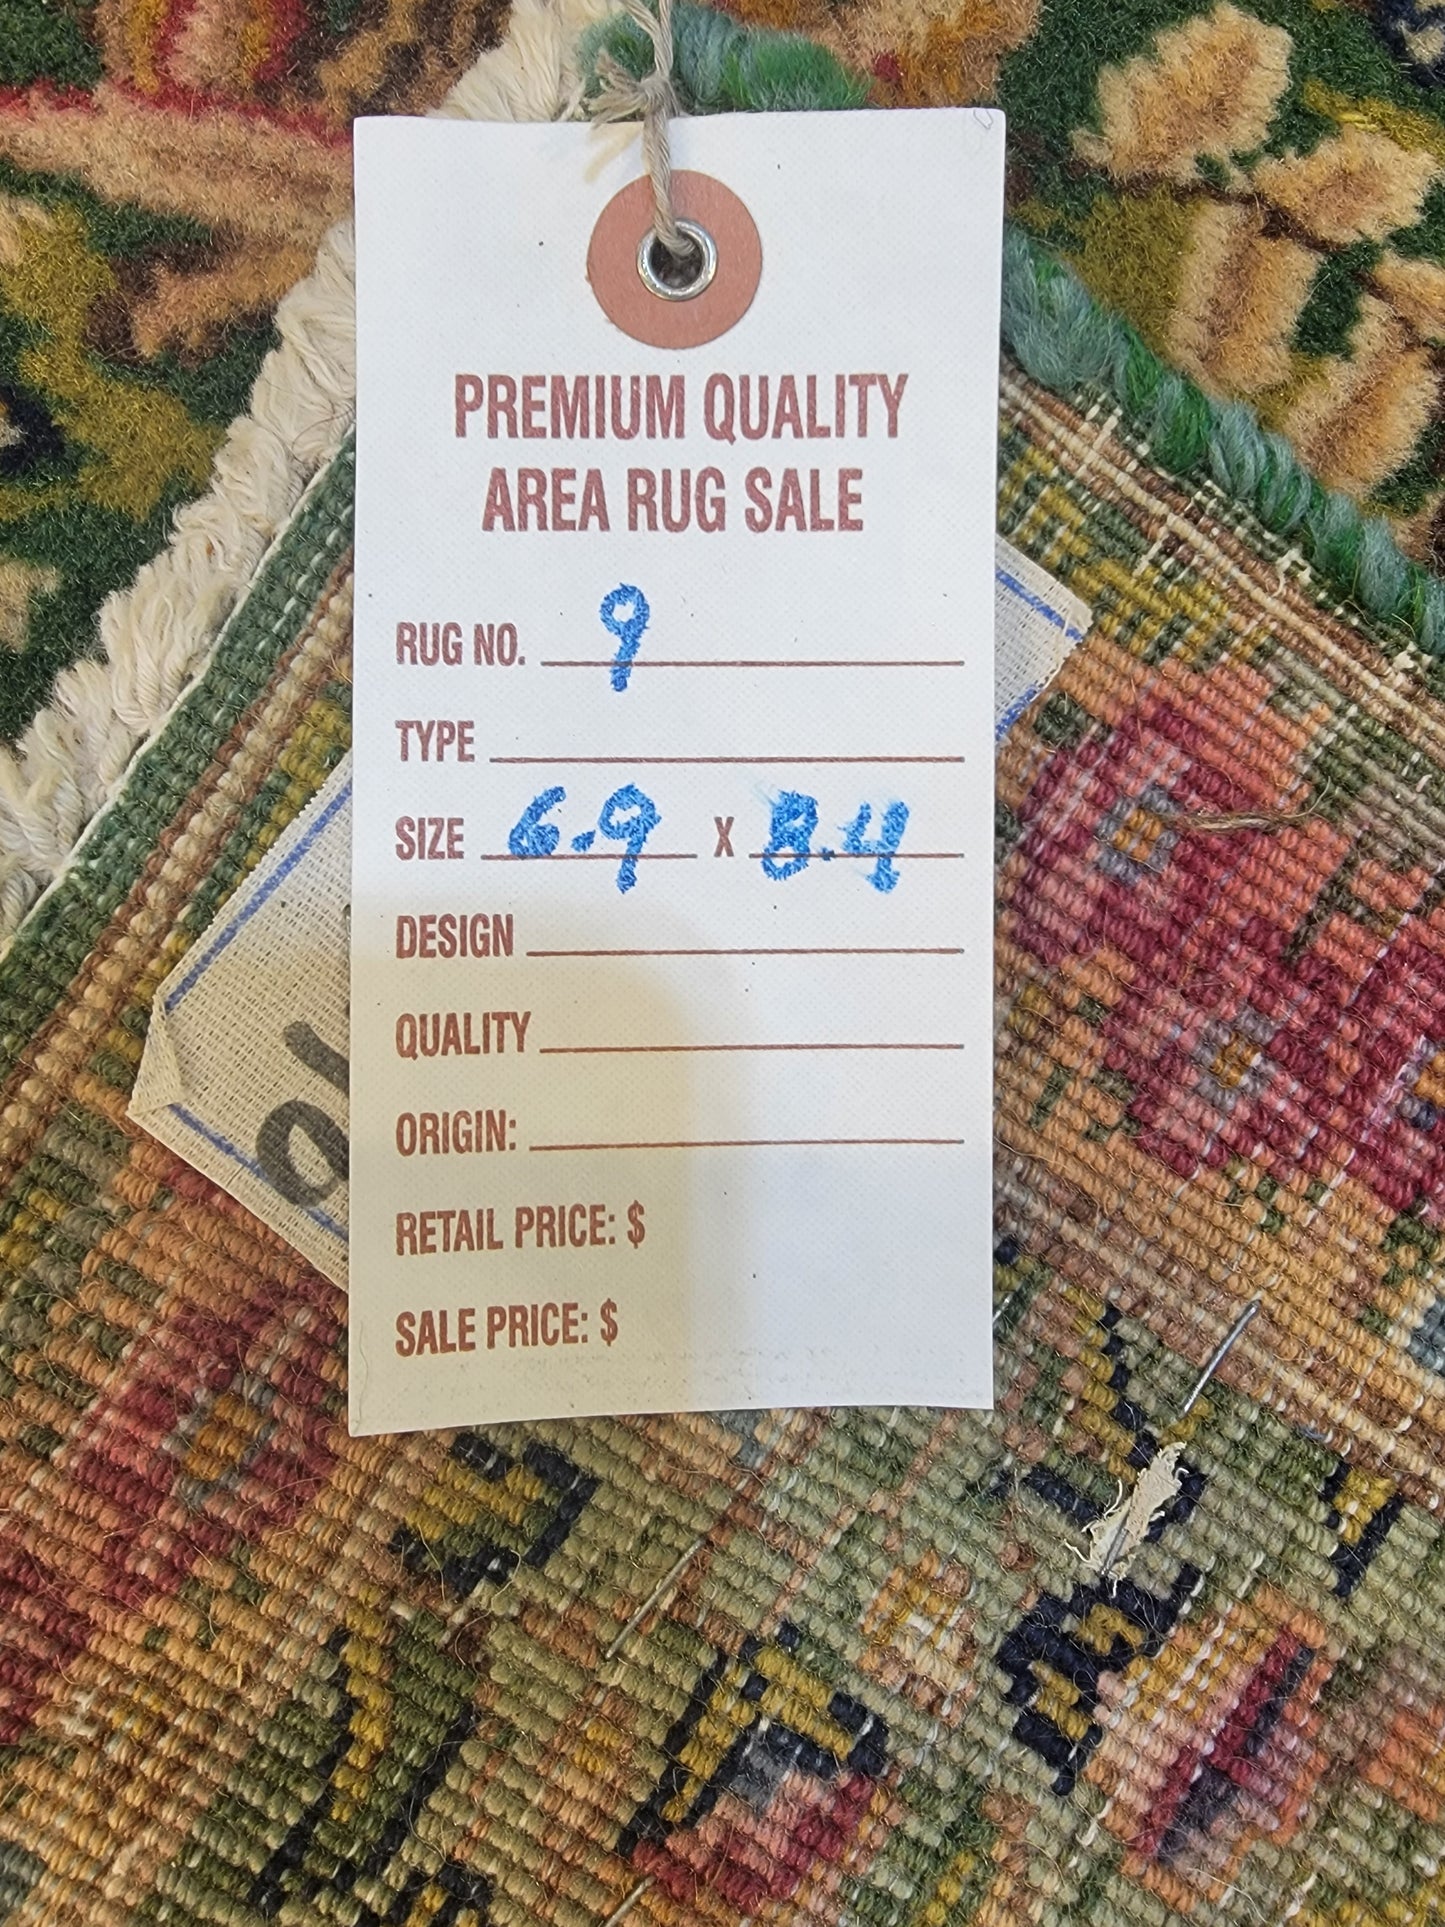 PREMIUM QUALITY
AREA RUG SALE
RUG NO. 9
TYPE
SIZE 6.9 X 8.4
DESIGN
QUALITY
ORIGIN:
RETAIL PRICE: $
SALE PRICE: $